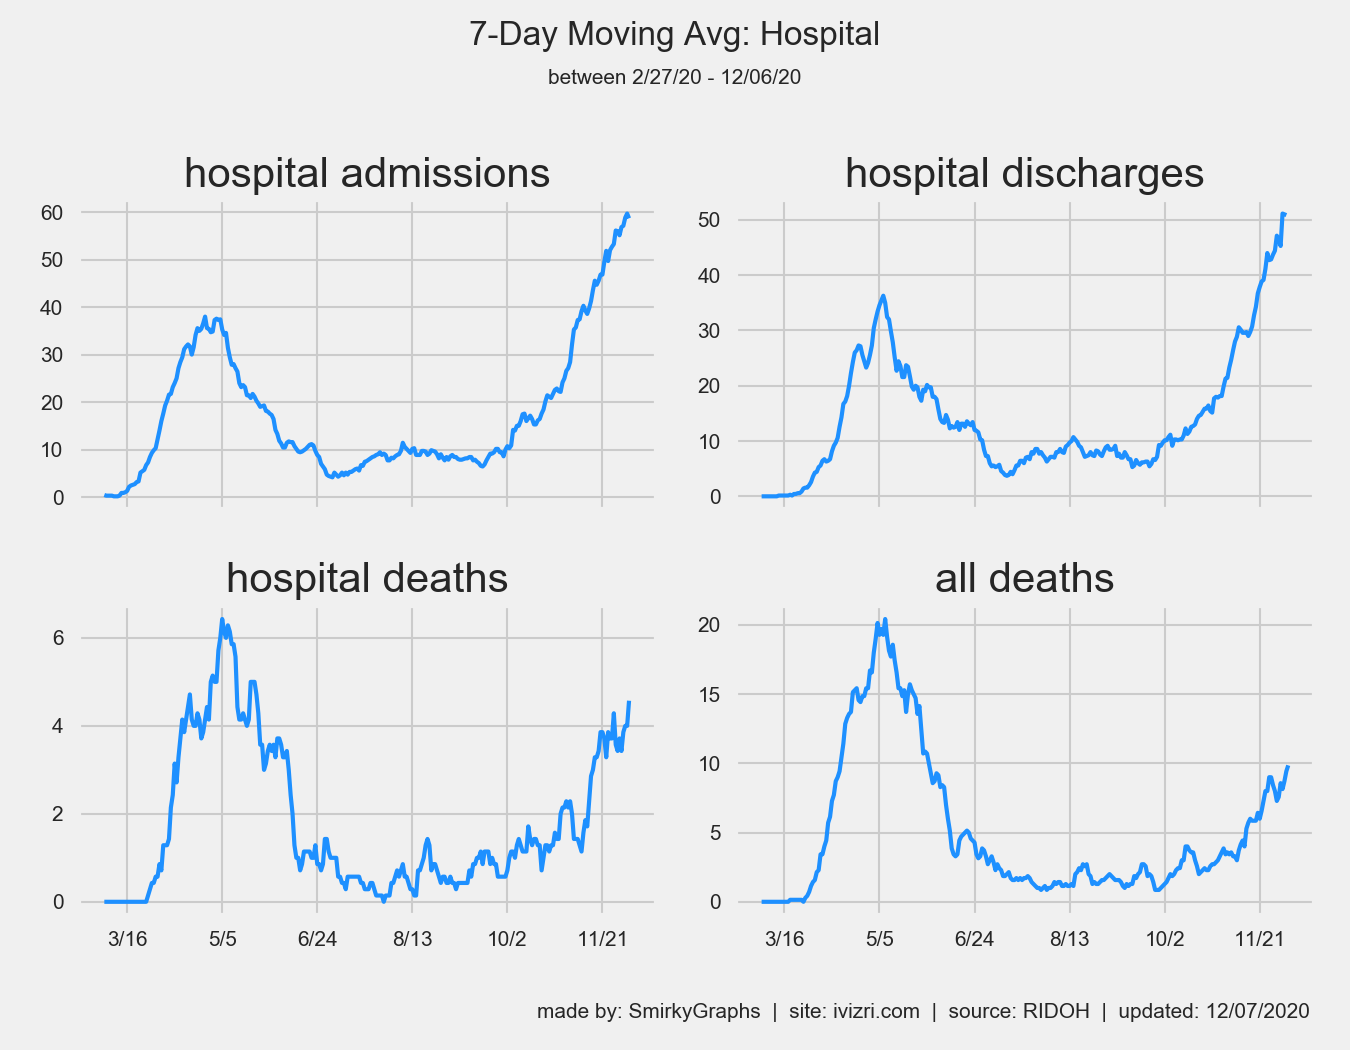 7-Day Moving Avg: Hospital
between 2/27/20 - 12/06/20
hospital admissions
60
50
40
30
20
10
0
hospital discharges
50
40
30
20
10
0
hospital deaths
6
4
2
0
3/16 5/5 6/24 8/13 10/2 11/21
all deaths
20
15
10
5
0
3/16 5/5 6/24 8/13 10/2 11/21
made by: SmirkyGraphs | site: ivizri.com | source: RIDOH | updated: 12/07/2020